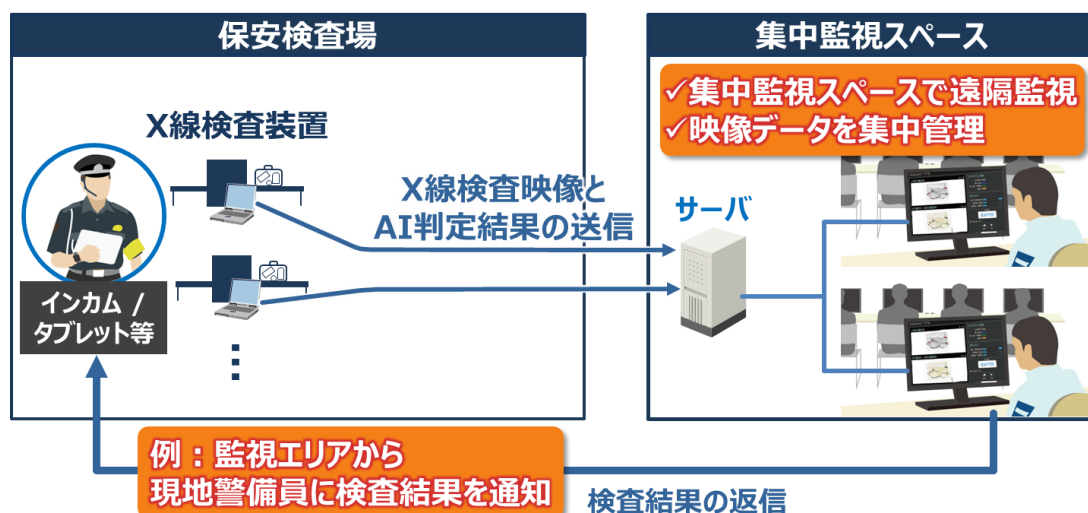 保安検査場
X線検査装置
インカム /
タブレット等
X線検査映像と
AI判定結果の送信
集中監視スペース
✓集中監視スペースで遠隔監視
✓映像データを集中管理
サーバ
例：監視エリアから
現地警備員に検査結果を通知
検査結果の返信